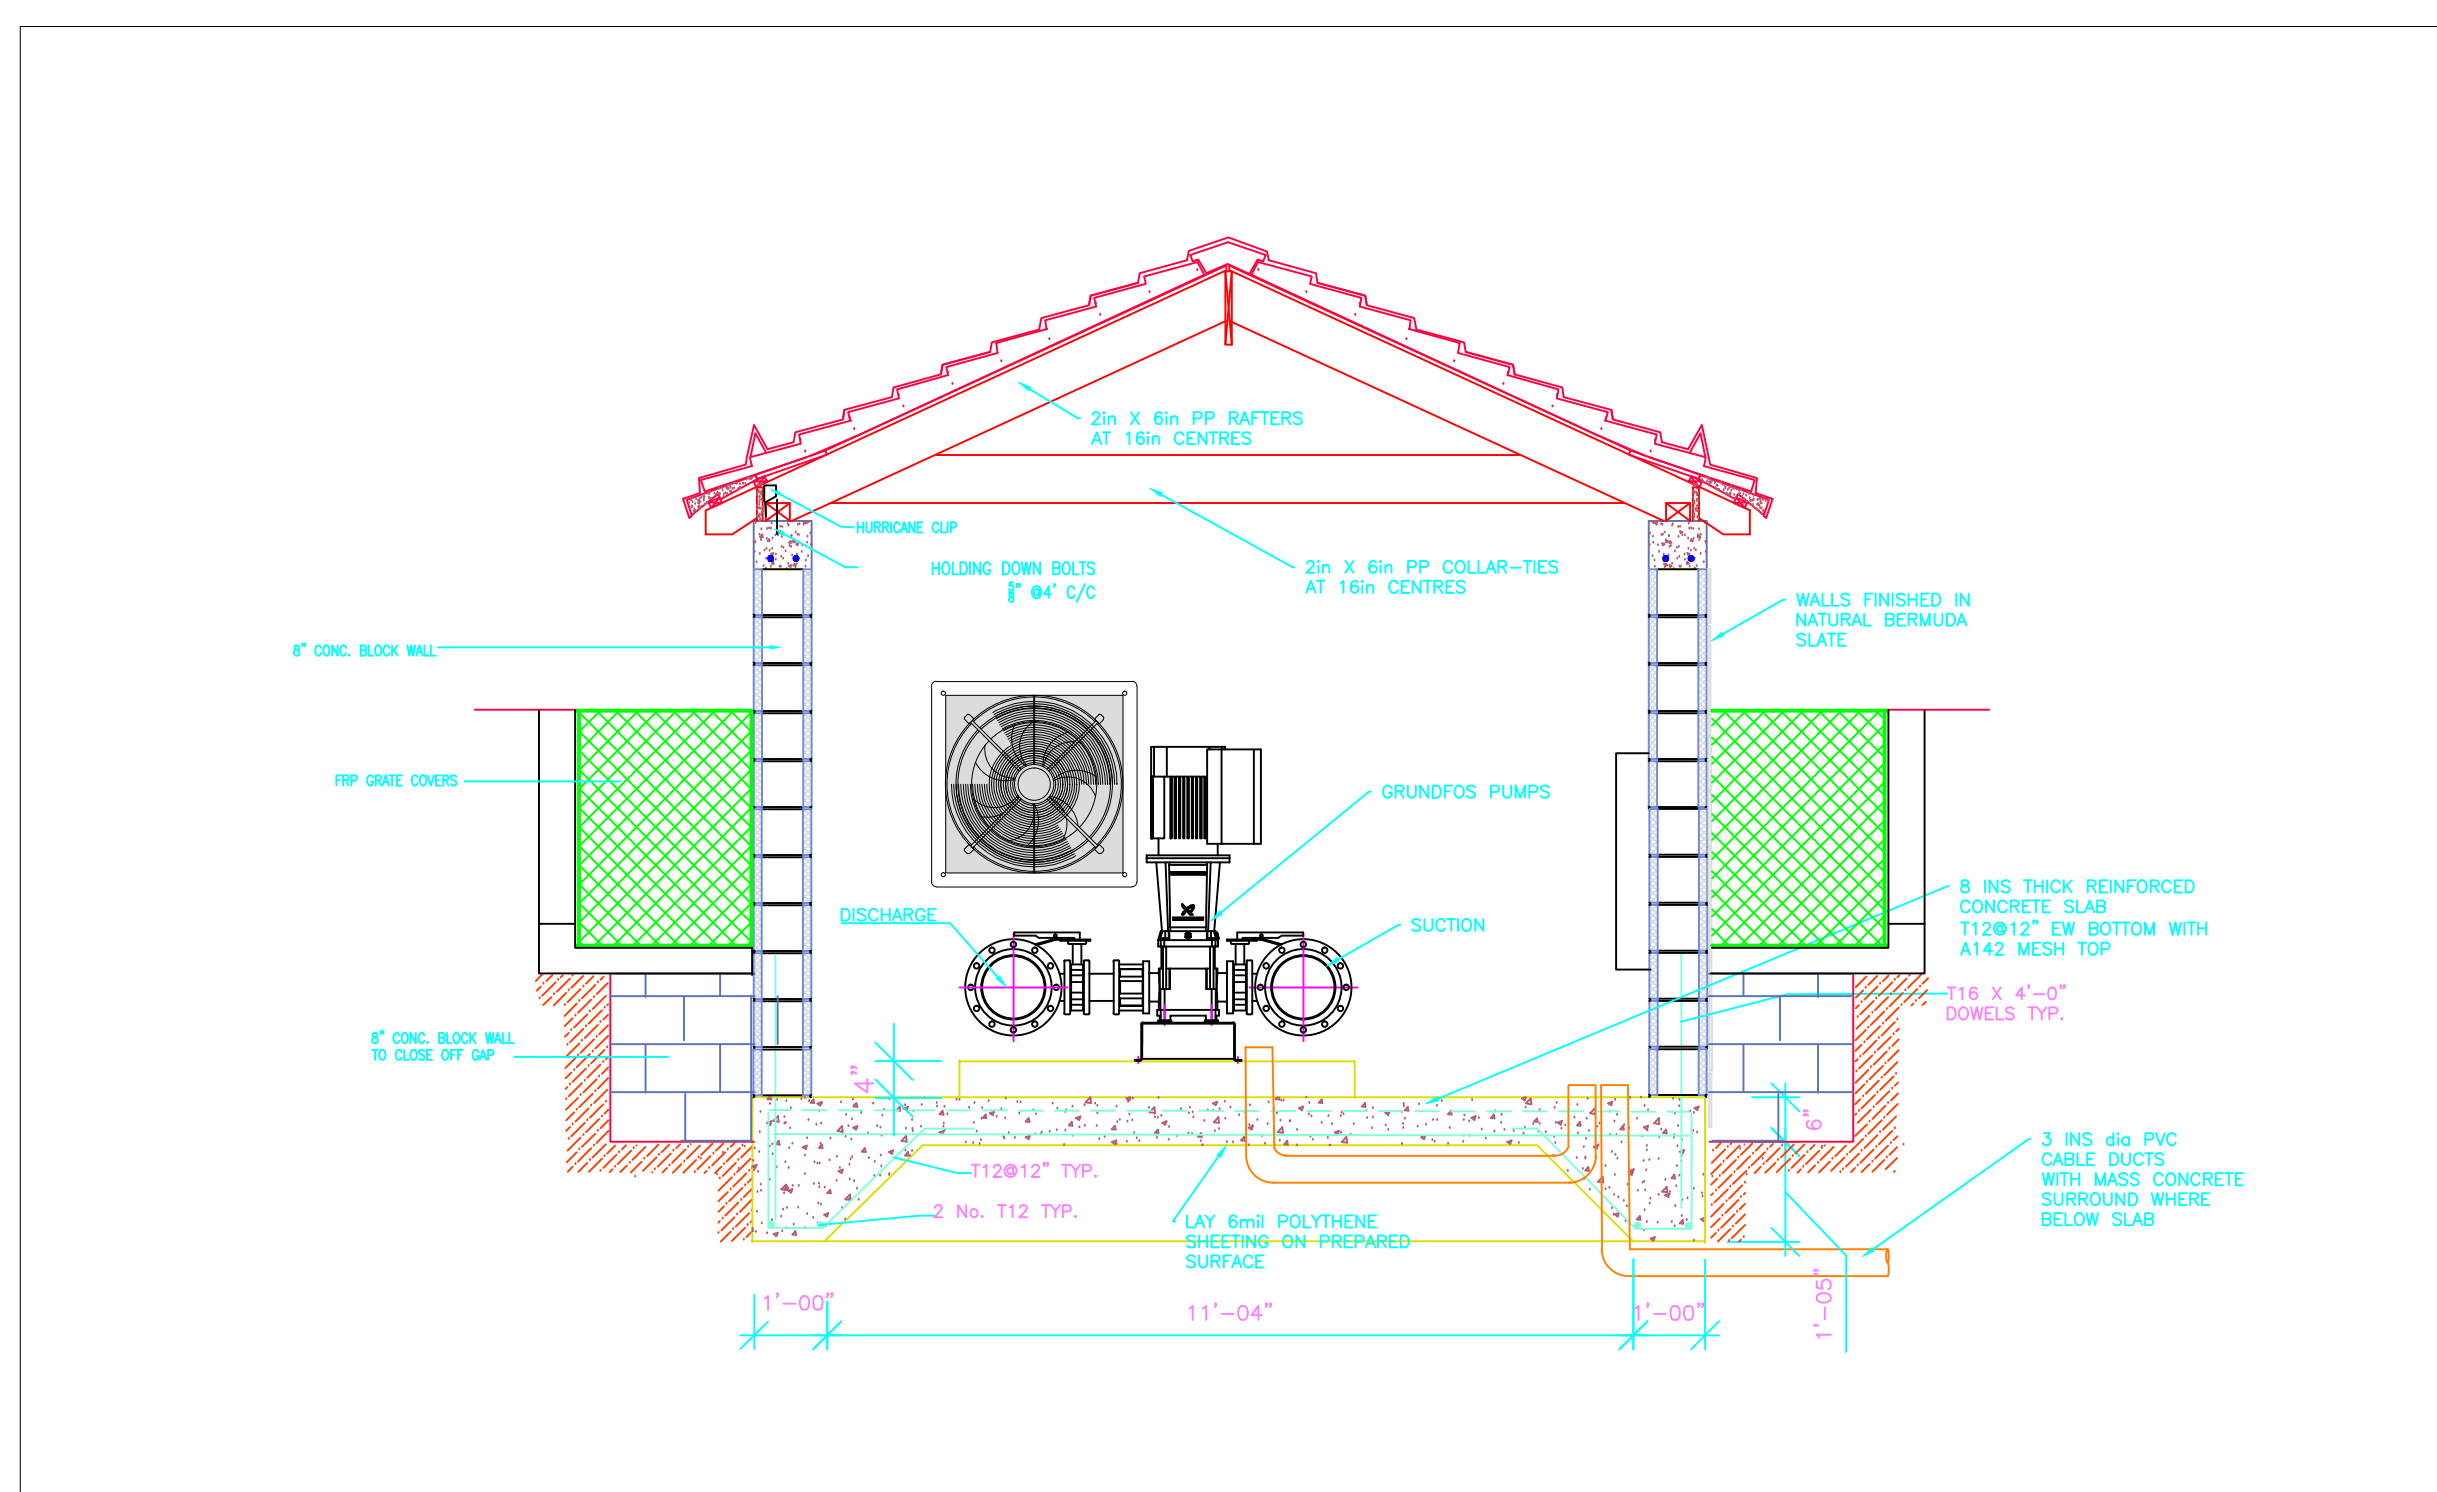 2in X 6in PP RAFTERS
AT 16in CENTRES
HURRICANE CLIP
HOLDING DOWN BOLTS
5/8" @4' C/C
2in X 6in PP COLLAR-TIES
AT 16in CENTRES
WALLS FINISHED IN
NATURAL BERMUDA
SLATE
8" CONC. BLOCK WALL
FRP GRATE COVERS
GRUNDFOS PUMPS
DISCHARGE
SUCTION
8 INS THICK REINFORCED
CONCRETE SLAB
T12@12" EW BOTTOM WITH
A142 MESH TOP
T16 X 4'-0"
DOWELS TYP.
8" CONC. BLOCK WALL
TO CLOSE OFF GAP
4"
6"
T12@12" TYP.
2 No. T12 TYP.
LAY 6mil POLYTHENE
SHEETING ON PREPARED
SURFACE
3 INS dia PVC
CABLE DUCTS
WITH MASS CONCRETE
SURROUND WHERE
BELOW SLAB
1'-00"
11'-04"
1'-00"
1'-05"